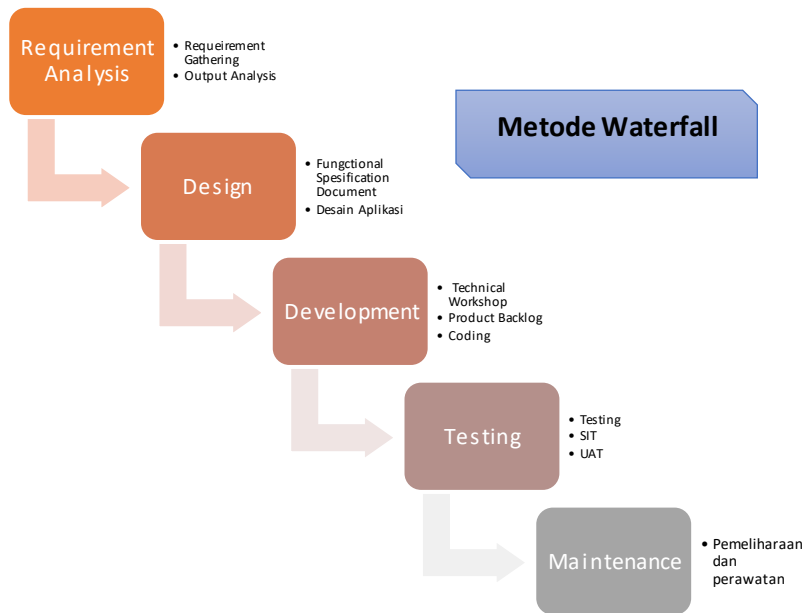 Requirement
Analysis
• Requeirement
Gathering
• Output Analysis
Metode Waterfall
Design
• Fungctional
Spesification
Document
• Desain Aplikasi
Development
• Technical
Workshop
• Product Backlog
• Coding
Testing
• Testing
• SIT
• UAT
Maintenance
• Pemeliharaan
dan
perawatan